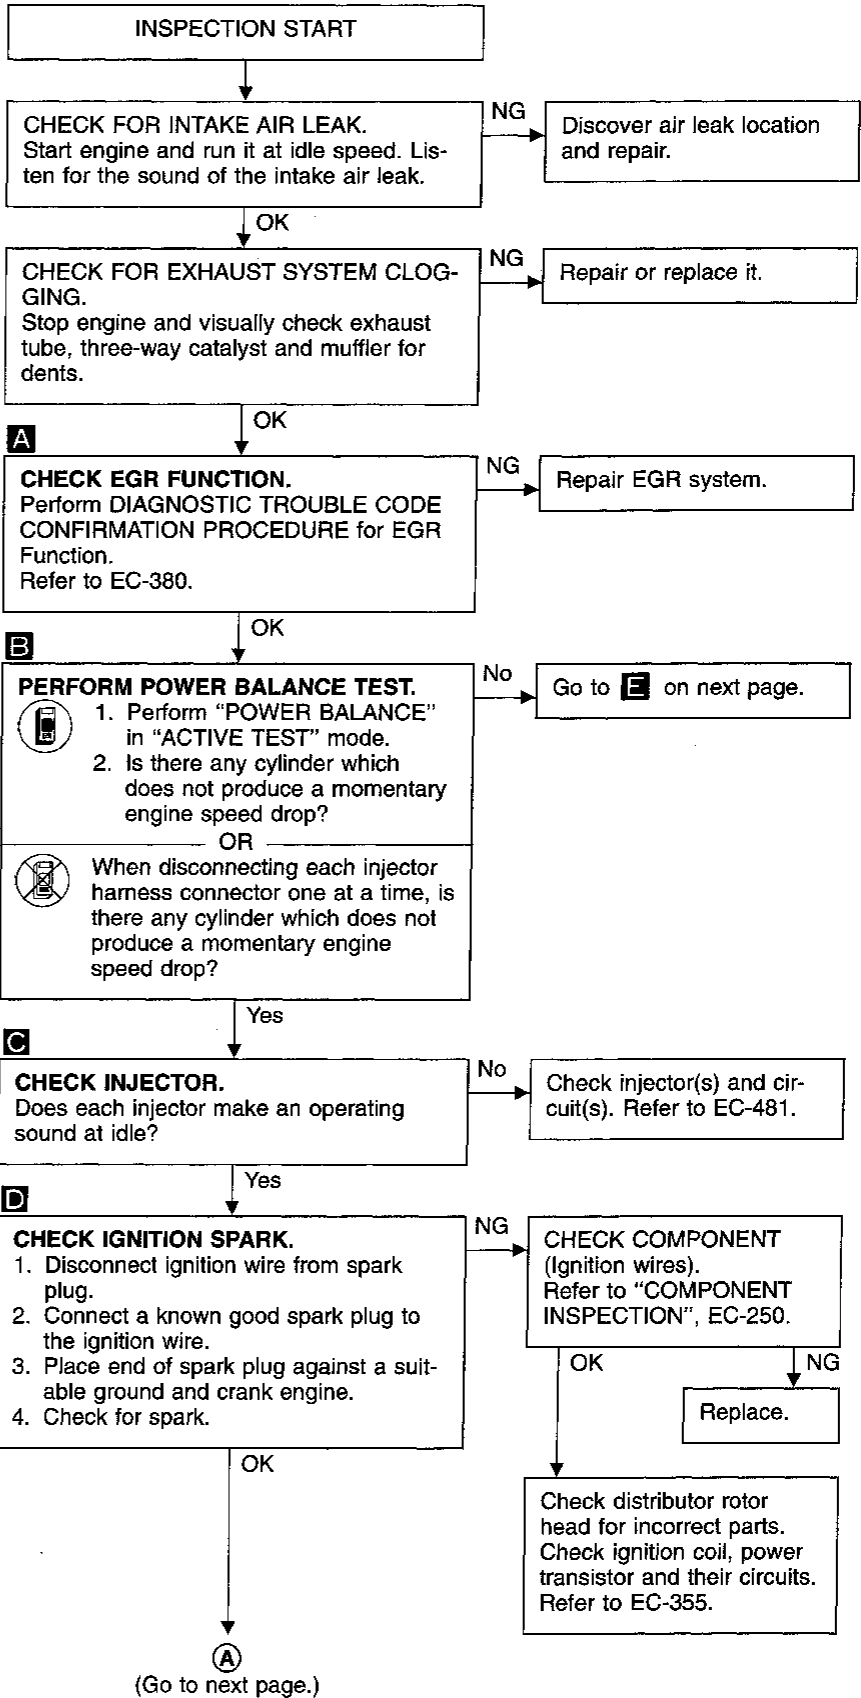 INSPECTION START
CHECK FOR INTAKE AIR LEAK.
Start engine and run it at idle speed. Lis-
ten for the sound of the intake air leak.
NG
Discover air leak location
and repair.
OK
CHECK FOR EXHAUST SYSTEM CLOG-
GING.
Stop engine and visually check exhaust
tube, three-way catalyst and muffler for
dents.
NG
Repair or replace it.
OK
A
CHECK EGR FUNCTION.
Perform DIAGNOSTIC TROUBLE CODE
CONFIRMATION PROCEDURE for EGR
Function.
Refer to EC-380.
NG
Repair EGR system.
OK
B
PERFORM POWER BALANCE TEST.
1. Perform “POWER BALANCE”
in “ACTIVE TEST” mode.
2. Is there any cylinder which
does not produce a momentary
engine speed drop?
OR
When disconnecting each injector
harness connector one at a time, is
there any cylinder which does not
produce a momentary engine
speed drop?
No
Go to E on next page.
Yes
C
CHECK INJECTOR.
Does each injector make an operating
sound at idle?
No
Check injector(s) and cir-
cuit(s). Refer to EC-481.
Yes
D
CHECK IGNITION SPARK.
1. Disconnect ignition wire from spark
plug.
2. Connect a known good spark plug to
the ignition wire.
3. Place end of spark plug against a suit-
able ground and crank engine.
4. Check for spark.
NG
CHECK COMPONENT
(Ignition wires).
Refer to “COMPONENT
INSPECTION”, EC-250.
OK
NG
Replace.
Check distributor rotor
head for incorrect parts.
Check ignition coil, power
transistor and their circuits.
Refer to EC-355.
OK
A
(Go to next page.)